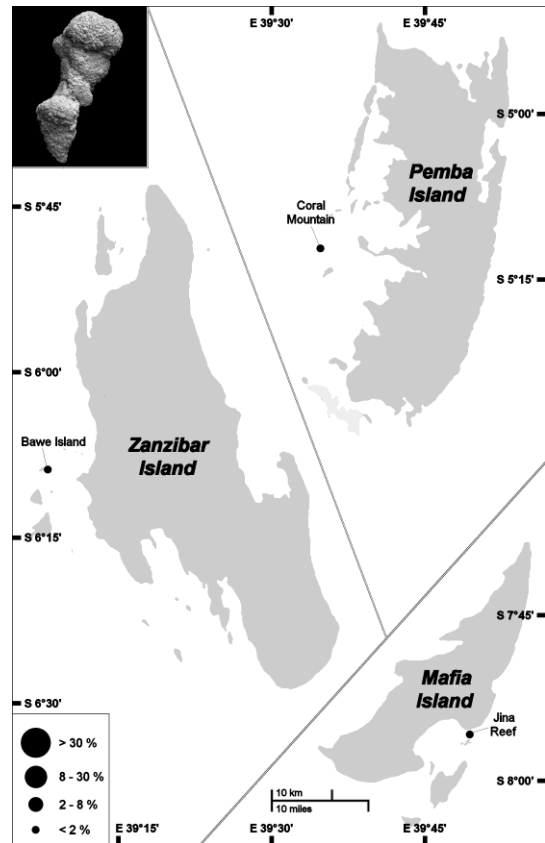 E 39°30'
E 39°45'
S 5°00'
Pemba
Island
Coral
Mountain
S 5°45'
S 5°15'
S 6°00'
Bawe Island
Zanzibar
Island
S 6°15'
S 7°45'
Mafia
Island
S 6°30'
Jina
Reef
> 30 %
8 - 30 %
2 - 8 %
< 2 %
S 8°00'
10 km
10 miles
E 39°15'
E 39°30'
E 39°45'